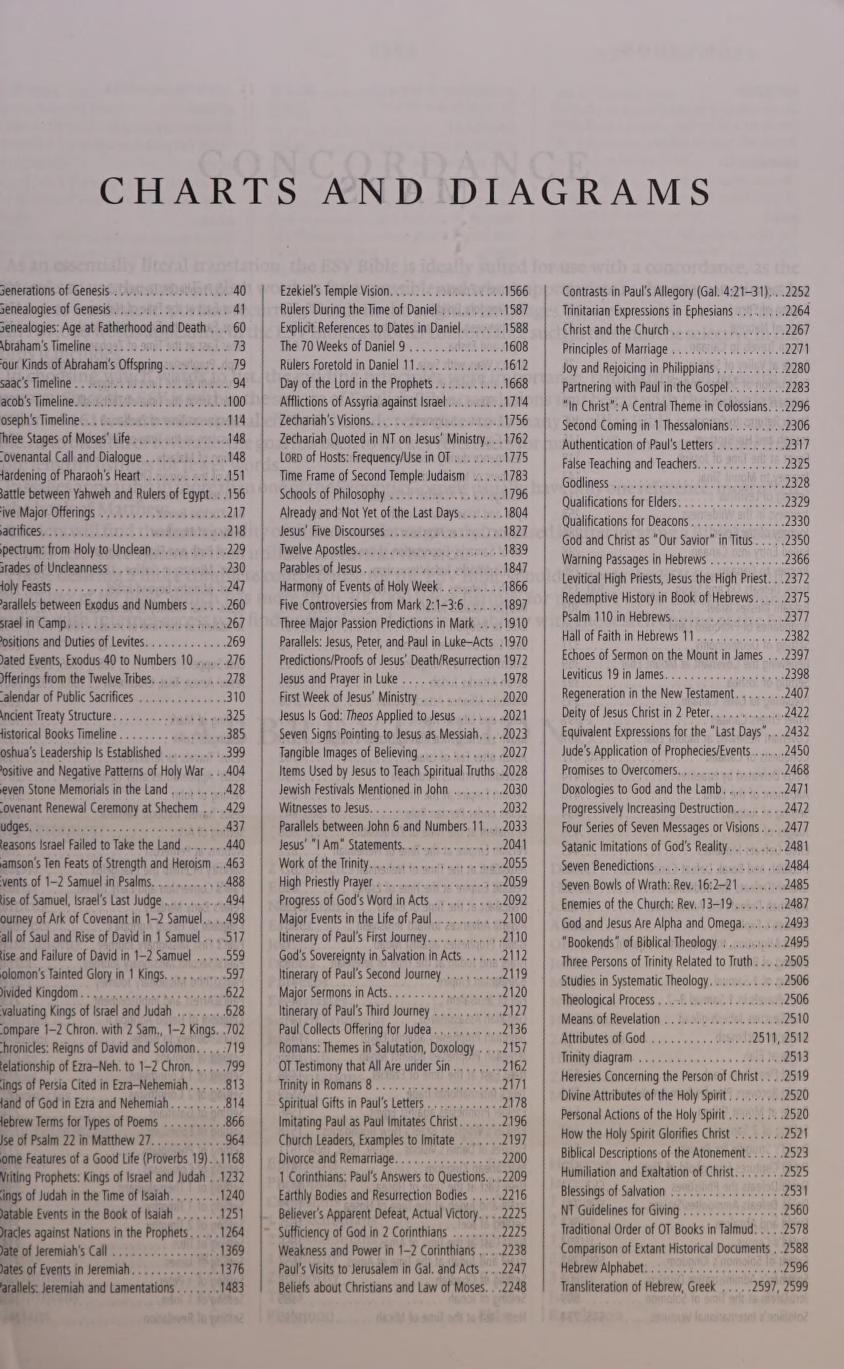 CHARTS AND DIAGRAMS
Generations of Genesis . . . . . . . . . . 40
Genealogies of Genesis . . . . . . . . . . 41
Genealogies: Age at Fatherhood and Death . . . 60
Abraham's Timeline . . . . . . . . . . 73
Four Kinds of Abraham's Offspring . . . . . . . . . . 79
saac's Timeline . . . . . . . . . . 94
acob's Timeline. . . . . . . . . . 100
oseph's Timeline . . . . . . . . . . 114
Three Stages of Moses' Life . . . . . . . . . . 148
Covenantal Call and Dialogue . . . . . . . . . . 148
Hardening of Pharaoh's Heart . . . . . . . . . . 151
Battle between Yahweh and Rulers of Egypt. . .156
Five Major Offerings . . . . . . . . . . 217
Sacrifices. . . . . . . . . . 218
Spectrum: from Holy to Unclean. . . . . . . . . . 229
Grades of Uncleanness . . . . . . . . . . 230
Holy Feasts . . . . . . . . . . 247
Parallels between Exodus and Numbers . . . . . . 260
srael in Camp. . . . . . . . . . 267
Positions and Duties of Levites. . . . . . . . . . 269
Dated Events, Exodus 40 to Numbers 10 . . . . . 276
Offerings from the Twelve Tribes. . . . . . . . . . 278
Calendar of Public Sacrifices . . . . . . . . . . 310
Ancient Treaty Structure . . . . . . . . . . 325
Historical Books Timeline . . . . . . . . . . 385
oshua's Leadership Is Established . . . . . . . . . . 399
Positive and Negative Patterns of Holy War . . .404
Seven Stone Memorials in the Land . . . . . . . . 428
Covenant Renewal Ceremony at Shechem . . . . 429
udges. . . . . . . . . . 437
Reasons Israel Failed to Take the Land . . . . . . . 440
Samson's Ten Feats of Strength and Heroism . .463
Events of 1–2 Samuel in Psalms. . . . . . . . . . 488
Rise of Samuel, Israel's Last Judge . . . . . . . . . . 494
ourney of Ark of Covenant in 1–2 Samuel. . . .498
Fall of Saul and Rise of David in 1 Samuel . . . .517
Rise and Failure of David in 1–2 Samuel . . . . . 559
Solomon's Tainted Glory in 1 Kings. . . . . . . . . . 597
Divided Kingdom . . . . . . . . . . 622
Evaluating Kings of Israel and Judah . . . . . . . . 628
Compare 1–2 Chron. with 2 Sam., 1–2 Kings. .702
Chronicles: Reigns of David and Solomon. . . . . 719
Relationship of Ezra–Neh. to 1–2 Chron. . . . . . 799
Kings of Persia Cited in Ezra–Nehemiah . . . . . . 813
Hand of God in Ezra and Nehemiah . . . . . . . . . 814
Hebrew Terms for Types of Poems . . . . . . . . . . 866
Use of Psalm 22 in Matthew 27. . . . . . . . . . 964
Some Features of a Good Life (Proverbs 19). .1168
Writing Prophets: Kings of Israel and Judah . .1232
Kings of Judah in the Time of Isaiah. . . . . . . . 1240
Datable Events in the Book of Isaiah . . . . . . . 1251
Oracles against Nations in the Prophets. . . . . 1264
Date of Jeremiah's Call . . . . . . . . . . 1369
Dates of Events in Jeremiah. . . . . . . . . . 1376
Parallels: Jeremiah and Lamentations . . . . . . . 1483
Ezekiel's Temple Vision. . . . . . . . . . 1566
Rulers During the Time of Daniel . . . . . . . . . . 1587
Explicit References to Dates in Daniel. . . . . . . 1588
The 70 Weeks of Daniel 9 . . . . . . . . . . 1608
Rulers Foretold in Daniel 11. . . . . . . . . . 1612
Day of the Lord in the Prophets . . . . . . . . . . 1668
Afflictions of Assyria against Israel . . . . . . . . . 1714
Zechariah's Visions. . . . . . . . . . 1756
Zechariah Quoted in NT on Jesus' Ministry. . .1762
LORD of Hosts: Frequency/Use in OT . . . . . . . . 1775
Time Frame of Second Temple Judaism . . . . . 1783
Schools of Philosophy . . . . . . . . . . 1796
Already and Not Yet of the Last Days . . . . . . . 1804
Jesus' Five Discourses . . . . . . . . . . 1827
Twelve Apostles. . . . . . . . . . 1839
Parables of Jesus . . . . . . . . . . 1847
Harmony of Events of Holy Week . . . . . . . . . . 1866
Five Controversies from Mark 2:1–3:6 . . . . . . 1897
Three Major Passion Predictions in Mark . . . . 1910
Parallels: Jesus, Peter, and Paul in Luke–Acts .1970
Predictions/Proofs of Jesus' Death/Resurrection 1972
Jesus and Prayer in Luke . . . . . . . . . . 1978
First Week of Jesus' Ministry . . . . . . . . . . 2020
Jesus Is God: Theos Applied to Jesus . . . . . . . 2021
Seven Signs Pointing to Jesus as Messiah. . . .2023
Tangible Images of Believing . . . . . . . . . . 2027
Items Used by Jesus to Teach Spiritual Truths .2028
Jewish Festivals Mentioned in John . . . . . . . . 2030
Witnesses to Jesus. . . . . . . . . . 2032
Parallels between John 6 and Numbers 11. . . .2033
Jesus' "I Am" Statements. . . . . . . . . . 2041
Work of the Trinity. . . . . . . . . . 2055
High Priestly Prayer . . . . . . . . . . 2059
Progress of God's Word in Acts . . . . . . . . . . 2092
Major Events in the Life of Paul . . . . . . . . . . 2100
Itinerary of Paul's First Journey. . . . . . . . . . 2110
God's Sovereignty in Salvation in Acts . . . . . . 2112
Itinerary of Paul's Second Journey . . . . . . . . . 2119
Major Sermons in Acts. . . . . . . . . . 2120
Itinerary of Paul's Third Journey . . . . . . . . . . 2127
Paul Collects Offering for Judea . . . . . . . . . . 2136
Romans: Themes in Salutation, Doxology . . . . 2157
OT Testimony that All Are under Sin . . . . . . . . 2162
Trinity in Romans 8 . . . . . . . . . . 2171
Spiritual Gifts in Paul's Letters . . . . . . . . . . 2178
Imitating Paul as Paul Imitates Christ . . . . . . . 2196
Church Leaders, Examples to Imitate . . . . . . . 2197
Divorce and Remarriage. . . . . . . . . . 2200
1 Corinthians: Paul's Answers to Questions. . .2209
Earthly Bodies and Resurrection Bodies . . . . . 2216
Believer's Apparent Defeat, Actual Victory. . . .2225
Sufficiency of God in 2 Corinthians . . . . . . . . 2225
Weakness and Power in 1–2 Corinthians . . . . 2238
Paul's Visits to Jerusalem in Gal. and Acts . . .2247
Beliefs about Christians and Law of Moses. . .2248
Contrasts in Paul's Allegory (Gal. 4:21–31). . .2252
Trinitarian Expressions in Ephesians . . . . . . . . 2264
Christ and the Church . . . . . . . . . . 2267
Principles of Marriage . . . . . . . . . . 2271
Joy and Rejoicing in Philippians . . . . . . . . . . 2280
Partnering with Paul in the Gospel. . . . . . . . . 2283
"In Christ": A Central Theme in Colossians. . .2296
Second Coming in 1 Thessalonians. . . . . . . . . 2306
Authentication of Paul's Letters . . . . . . . . . . 2317
False Teaching and Teachers. . . . . . . . . . 2325
Godliness . . . . . . . . . . 2328
Qualifications for Elders. . . . . . . . . . 2329
Qualifications for Deacons . . . . . . . . . . 2330
God and Christ as "Our Savior" in Titus . . . . . 2350
Warning Passages in Hebrews . . . . . . . . . . 2366
Levitical High Priests, Jesus the High Priest. . .2372
Redemptive History in Book of Hebrews. . . . . 2375
Psalm 110 in Hebrews. . . . . . . . . . 2377
Hall of Faith in Hebrews 11 . . . . . . . . . . 2382
Echoes of Sermon on the Mount in James . . .2397
Leviticus 19 in James. . . . . . . . . . 2398
Regeneration in the New Testament. . . . . . . . 2407
Deity of Jesus Christ in 2 Peter. . . . . . . . . . 2422
Equivalent Expressions for the "Last Days". . .2432
Jude's Application of Prophecies/Events. . . . . . 2450
Promises to Overcomers. . . . . . . . . . 2468
Doxologies to God and the Lamb. . . . . . . . . . 2471
Progressively Increasing Destruction. . . . . . . . 2472
Four Series of Seven Messages or Visions . . . . 2477
Satanic Imitations of God's Reality. . . . . . . . . 2481
Seven Benedictions . . . . . . . . . . 2484
Seven Bowls of Wrath: Rev. 16:2–21 . . . . . . . 2485
Enemies of the Church: Rev. 13–19 . . . . . . . . 2487
God and Jesus Are Alpha and Omega. . . . . . . 2493
"Bookends" of Biblical Theology . . . . . . . . . . 2495
Three Persons of Trinity Related to Truth. . . . . 2505
Studies in Systematic Theology. . . . . . . . . . 2506
Theological Process . . . . . . . . . . 2506
Means of Revelation . . . . . . . . . . 2510
Attributes of God . . . . . . . . . . 2511, 2512
Trinity diagram . . . . . . . . . . 2513
Heresies Concerning the Person of Christ. . . . 2519
Divine Attributes of the Holy Spirit . . . . . . . . 2520
Personal Actions of the Holy Spirit . . . . . . . . 2520
How the Holy Spirit Glorifies Christ . . . . . . . . 2521
Biblical Descriptions of the Atonement . . . . . . 2523
Humiliation and Exaltation of Christ. . . . . . . . 2525
Blessings of Salvation . . . . . . . . . . 2531
NT Guidelines for Giving . . . . . . . . . . 2560
Traditional Order of OT Books in Talmud. . . . . 2578
Comparison of Extant Historical Documents . .2588
Hebrew Alphabet. . . . . . . . . . 2596
Transliteration of Hebrew, Greek . . . . . 2597, 2599